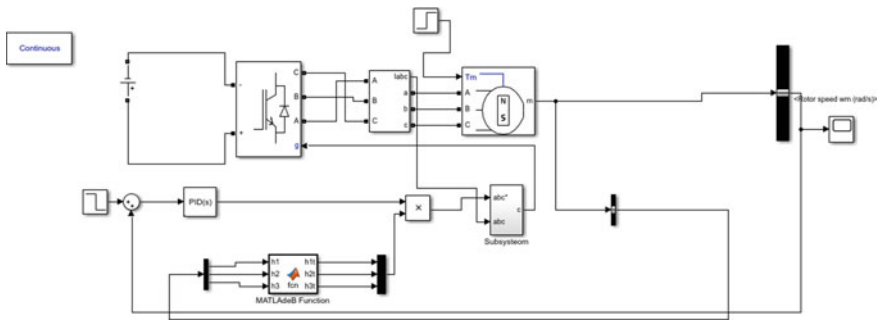 Continuous
-
+
C
B
A
g
A
B
C
Iabc
a
b
c
Tm
A
B
C
N
S
m
<Rotor speed wm (rad/s)>
PID(s)
×
abc*
abc
c
Subsysteom
h1
h2
h3
fcn
h1t
h2t
h3t
MATLAdeB Function